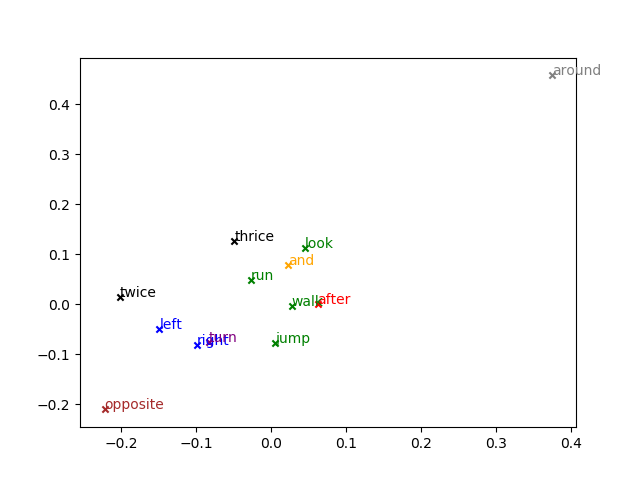 around
0.4
0.3
0.2
thrice
look
0.1
and
run
twice
0.0
walk
after
left
right
turn
jump
−0.1
opposite
−0.2
−0.2
−0.1
0.0
0.1
0.2
0.3
0.4